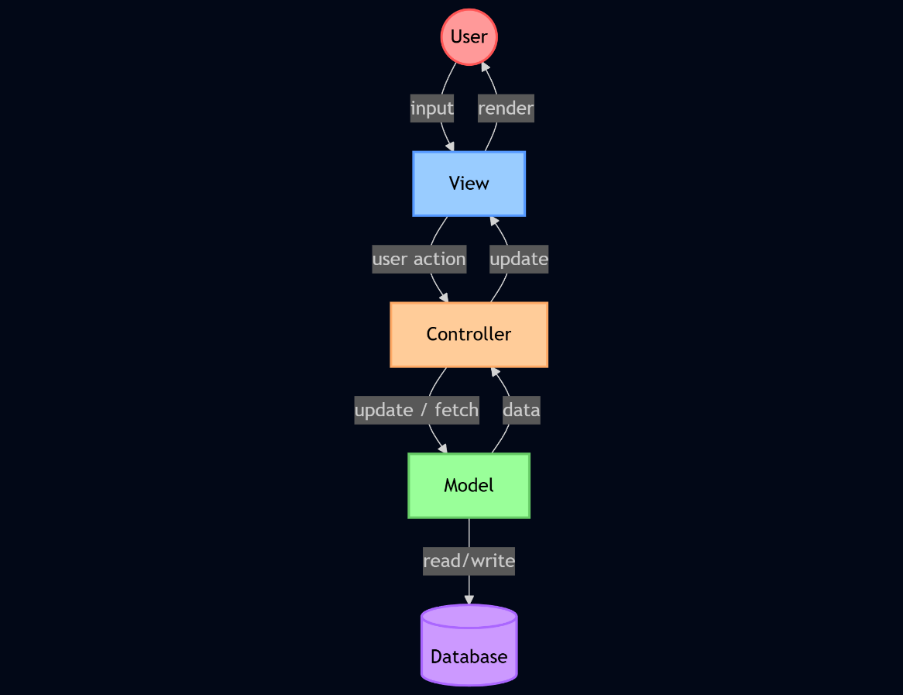 User
input
render
View
user action
update
Controller
update / fetch
data
Model
read/write
Database